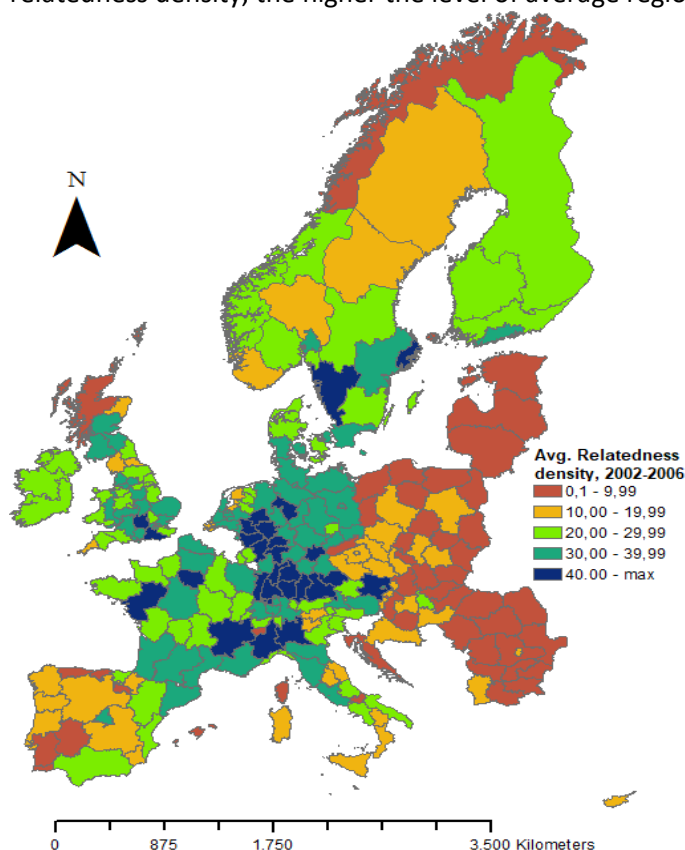 relatedness density, the higher the level of average regio
N
Avg. Relatedness
density, 2002-2006
0,1 - 9,99
10,00 - 19,99
20,00 - 29,99
30,00 - 39,99
40.00 - max
0 875 1.750 3.500 Kilometers